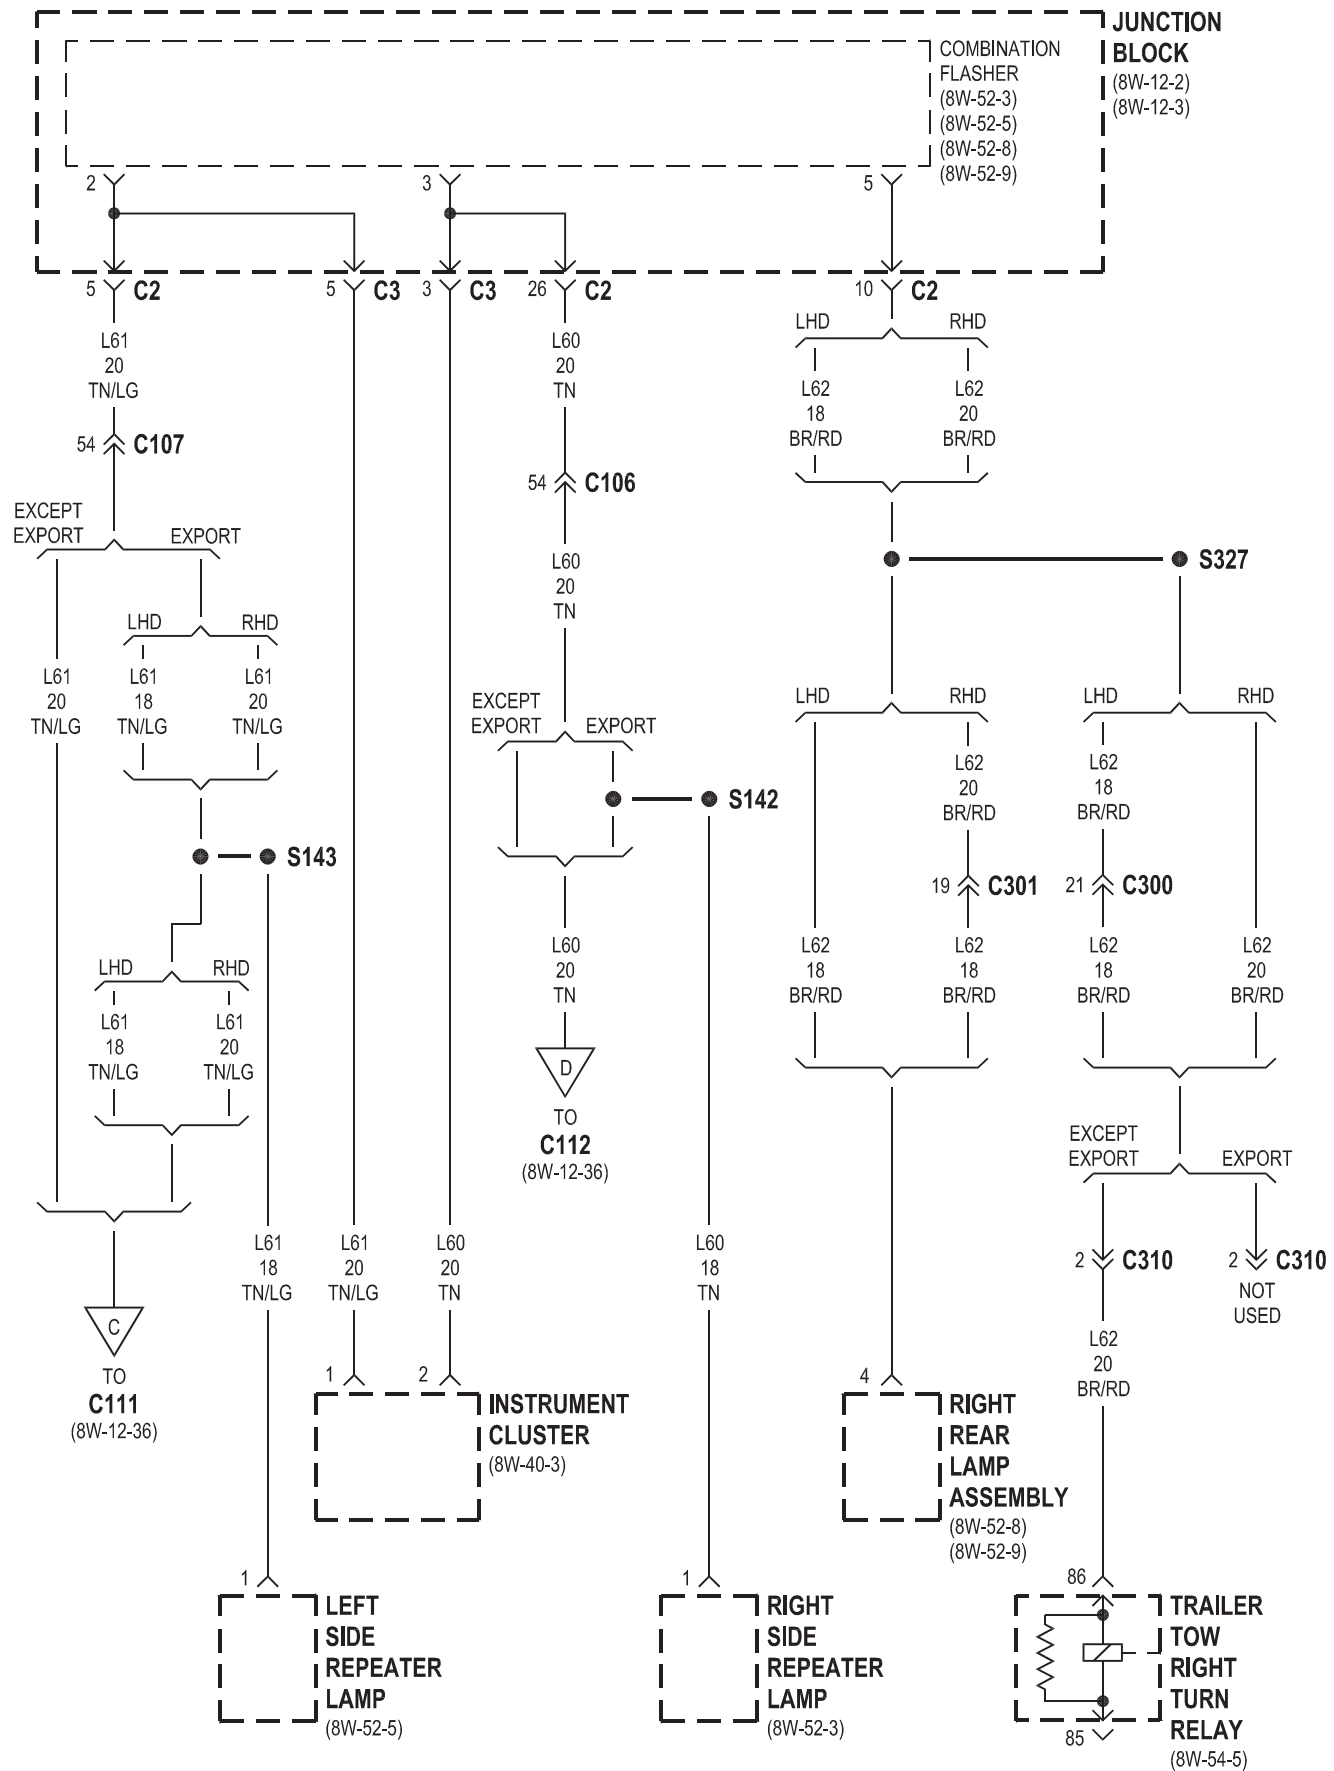 JUNCTION
BLOCK
(8W-12-2)
(8W-12-3)
COMBINATION
FLASHER
(8W-52-3)
(8W-52-5)
(8W-52-8)
(8W-52-9)
2
3
5
5 C2
5 C3
3 C3
26 C2
10 C2
L61
20
TN/LG
54 C107
EXCEPT
EXPORT
EXPORT
LHD
RHD
L61
20
TN/LG
L61
18
TN/LG
L61
20
TN/LG
S143
LHD
RHD
L61
18
TN/LG
L61
20
TN/LG
C
TO
C111
(8W-12-36)
L61
18
TN/LG
1
LEFT
SIDE
REPEATER
LAMP
(8W-52-5)
L61
20
TN/LG
L60
20
TN
1
2
INSTRUMENT
CLUSTER
(8W-40-3)
L60
20
TN
54 C106
L60
20
TN
EXCEPT
EXPORT
EXPORT
S142
L60
20
TN
D
TO
C112
(8W-12-36)
L60
18
TN
1
RIGHT
SIDE
REPEATER
LAMP
(8W-52-3)
LHD
RHD
L62
18
BR/RD
L62
20
BR/RD
S327
LHD
RHD
L62
20
BR/RD
19 C301
L62
18
BR/RD
L62
18
BR/RD
4
RIGHT
REAR
LAMP
ASSEMBLY
(8W-52-8)
(8W-52-9)
LHD
RHD
L62
18
BR/RD
21 C300
L62
18
BR/RD
L62
20
BR/RD
EXCEPT
EXPORT
EXPORT
2 C310
2 C310
NOT
USED
L62
20
BR/RD
86
TRAILER
TOW
RIGHT
TURN
RELAY
(8W-54-5)
85